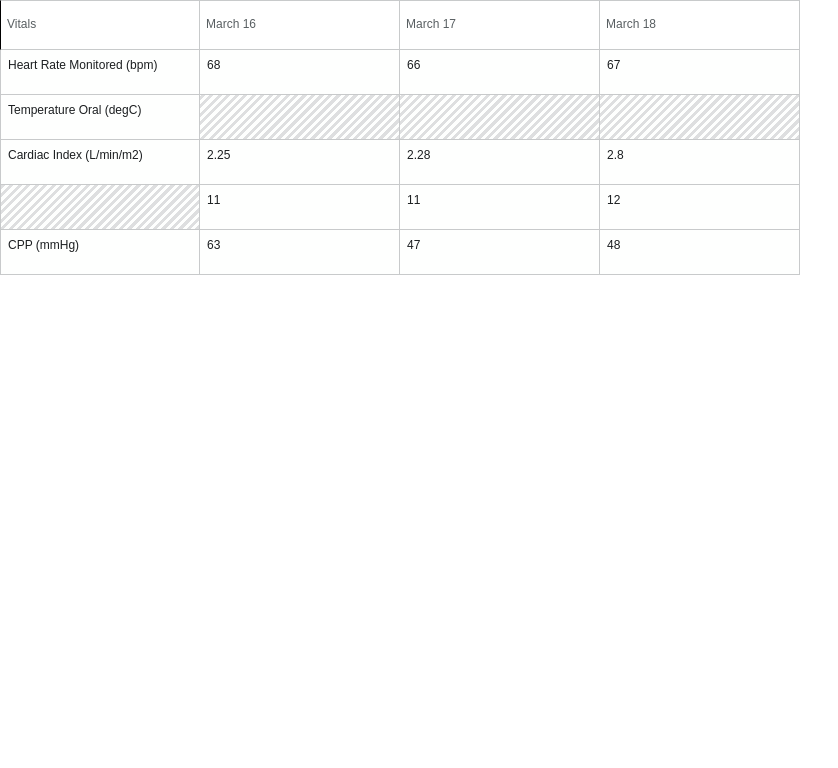 Vitals March 16 March 17 March 18
Heart Rate Monitored (bpm) 68 66 67
Temperature Oral (degC)
Cardiac Index (L/min/m2) 2.25 2.28 2.8
11 11 12
CPP (mmHg) 63 47 48